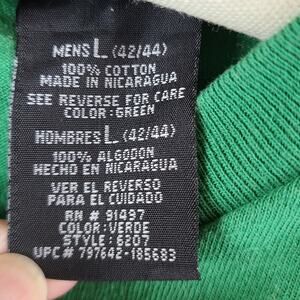 MENS L (42/44)
100% COTTON
MADE IN NICARAGUA
SEE REVERSE FOR CARE
COLOR:GREEN
HOMBRES L (42/44)
100% ALGODON
HECHO EN NICARAGUA
VER EL REVERSO
PARA EL CUIDADO
RN # 91497
COLOR:VERDE
STYLE:6207
UPC# 797642-185683